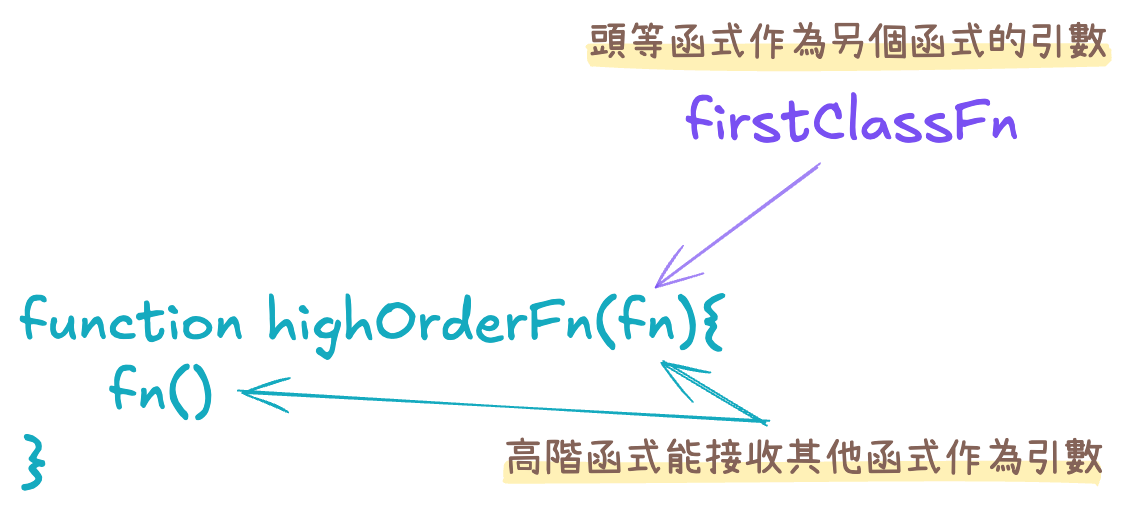 頭等函式作為另個函式的引數
firstClassFn
function highOrderFn(fn){
fn()
}
高階函式能接收其他函式作為引數